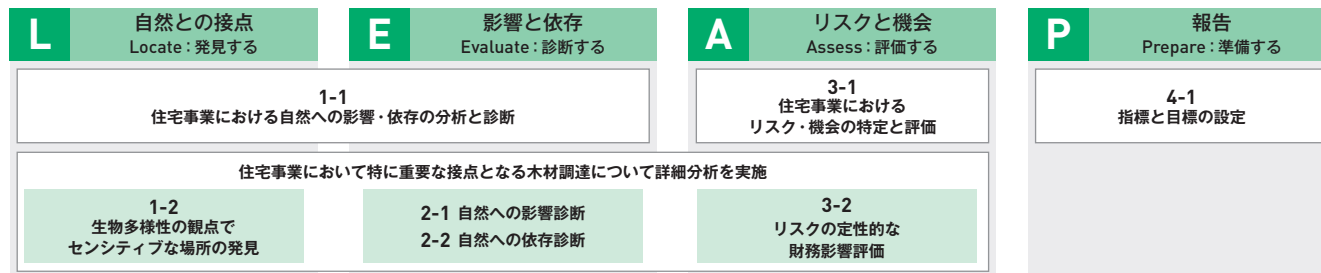 L
自然との接点
Locate：発見する
E
影響と依存
Evaluate：診断する
A
リスクと機会
Assess：評価する
P
報告
Prepare：準備する
1-1
住宅事業における自然への影響・依存の分析と診断
3-1
住宅事業における
リスク・機会の特定と評価
4-1
指標と目標の設定
住宅事業において特に重要な接点となる木材調達について詳細分析を実施
1-2
生物多様性の観点で
センシティブな場所の発見
2-1 自然への影響診断
2-2 自然への依存診断
3-2
リスクの定性的な
財務影響評価